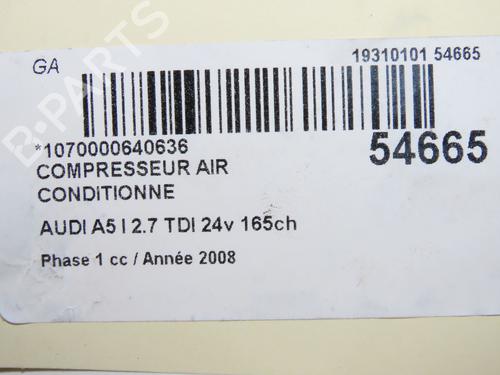 GA
19310101 54665
*1070000640636
54665
COMPRESSEUR AIR
CONDITIONNE
AUDI A5 I 2.7 TDI 24v 165ch
Phase 1 cc / Année 2008
B-PARTS